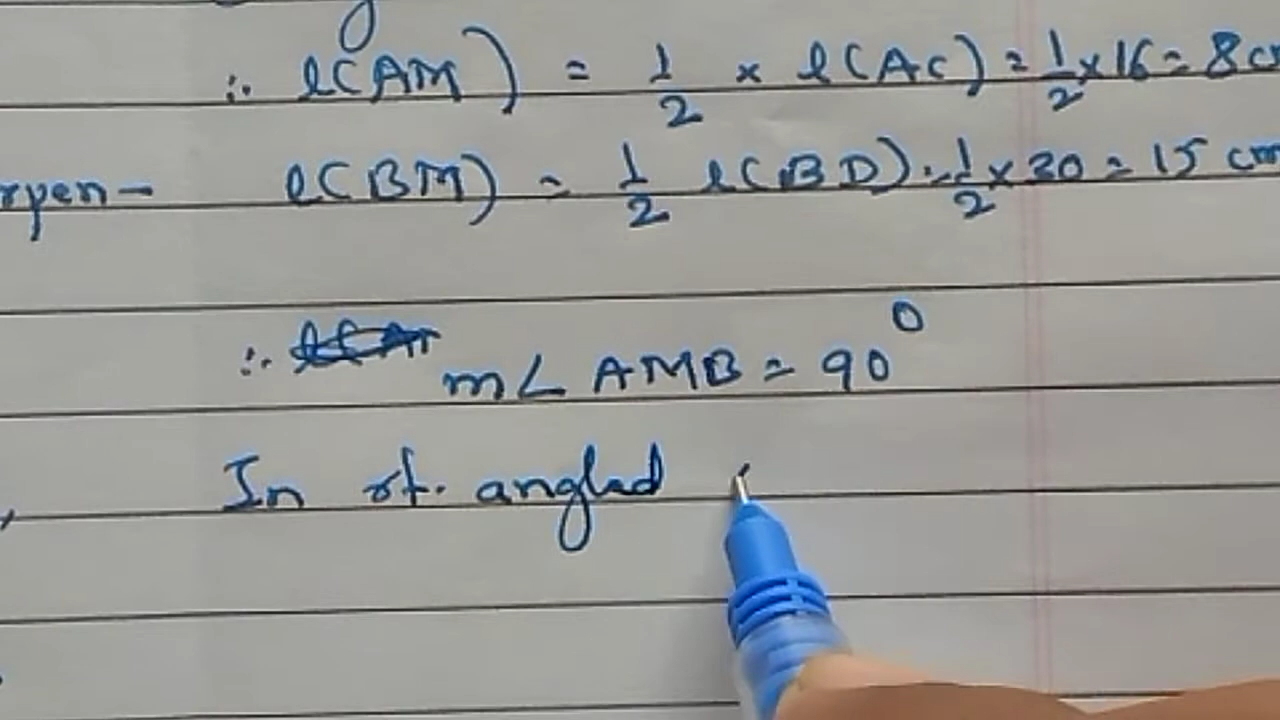 ∴ l(AM) = 1/2 × l(AC) = 1/2 × 16 = 8
l(BM) = 1/2 l(BD) = 1/2 × 30 = 15 cm
∴ m∠AMB = 90°
In rt. angled